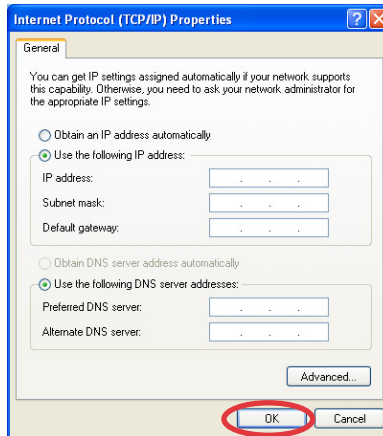 Internet Protocol (TCP/IP) Properties
General
You can get IP settings assigned automatically if your network supports
this capability. Otherwise, you need to ask your network administrator for
the appropriate IP settings.
Obtain an IP address automatically
Use the following IP address:
IP address:
Subnet mask:
Default gateway:
Obtain DNS server address automatically
Use the following DNS server addresses:
Preferred DNS server:
Alternate DNS server:
Advanced...
OK Cancel